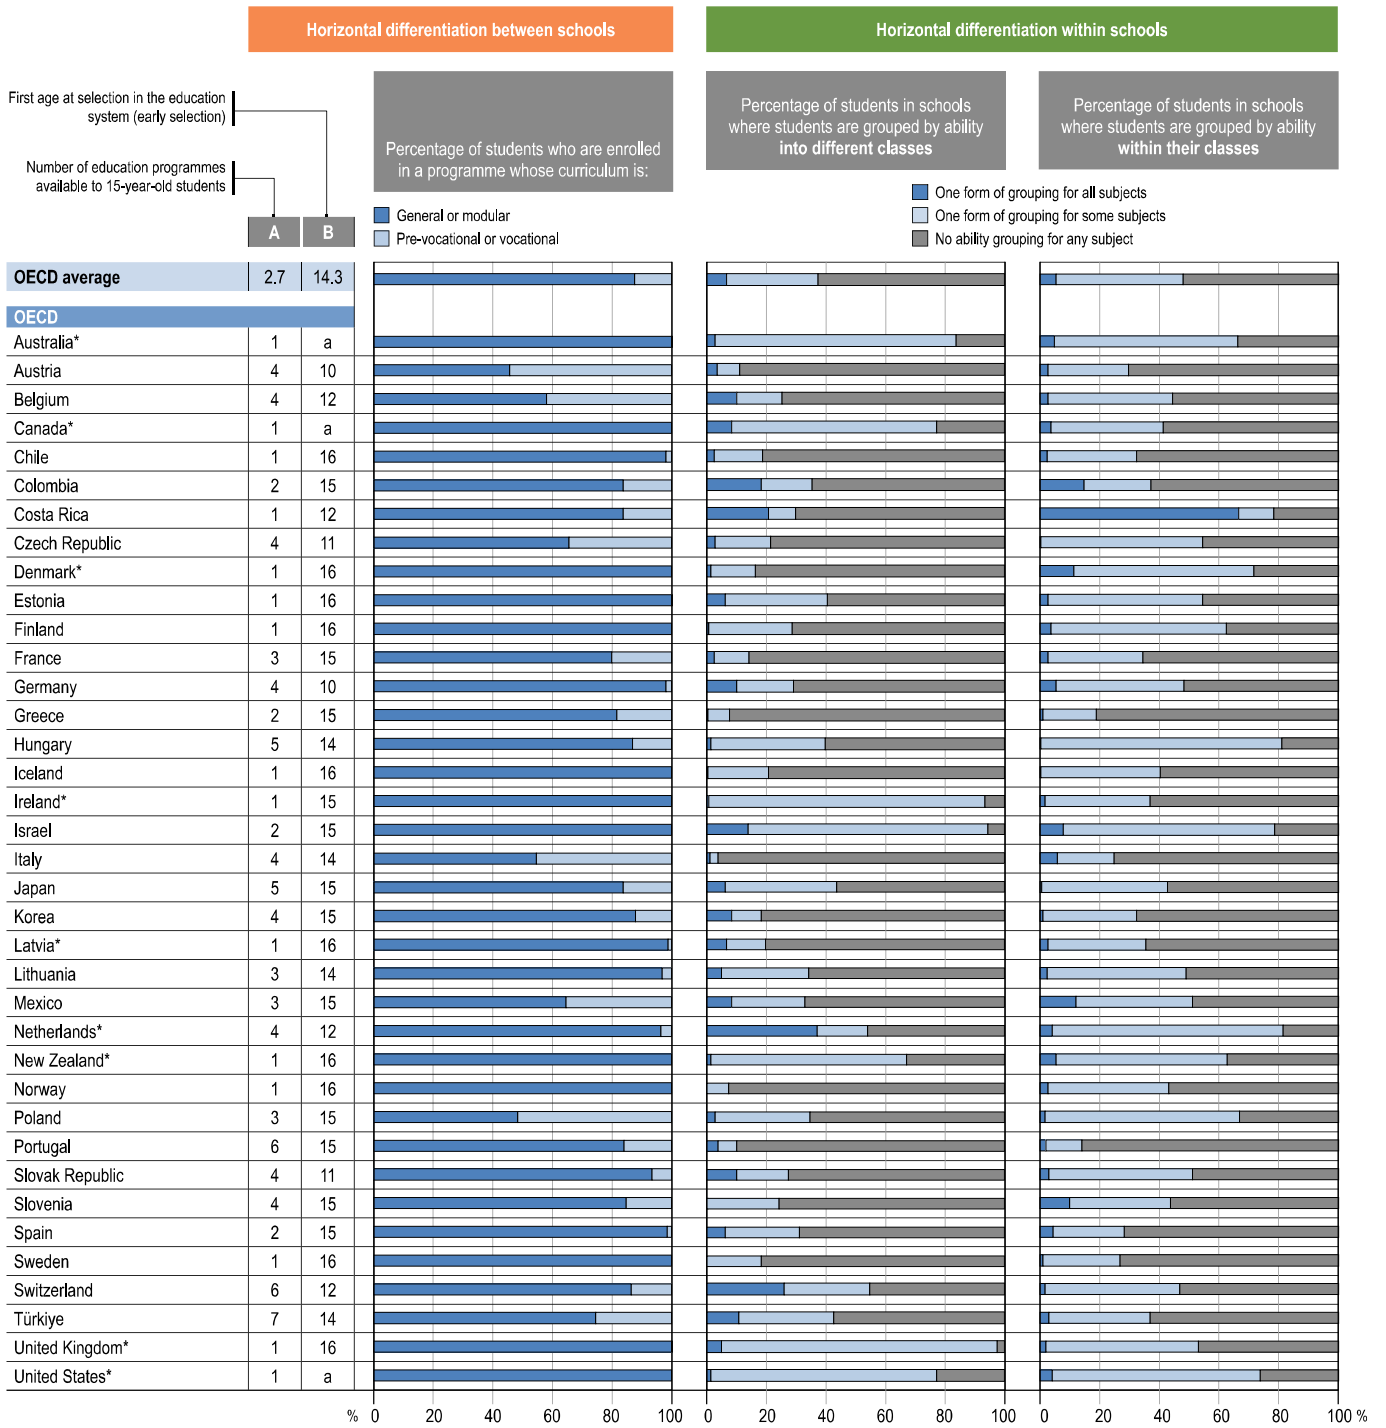 Horizontal differentiation between schools
Horizontal differentiation within schools
First age at selection in the education
system (early selection)
Number of education programmes
available to 15-year-old students
Percentage of students who are enrolled
in a programme whose curriculum is:
Percentage of students in schools
where students are grouped by ability
into different classes
Percentage of students in schools
where students are grouped by ability
within their classes
General or modular
Pre-vocational or vocational
One form of grouping for all subjects
One form of grouping for some subjects
No ability grouping for any subject
A B
OECD average 2.7 14.3
OECD
Australia* 1 a
Austria 4 10
Belgium 4 12
Canada* 1 a
Chile 1 16
Colombia 2 15
Costa Rica 1 12
Czech Republic 4 11
Denmark* 1 16
Estonia 1 16
Finland 1 16
France 3 15
Germany 4 10
Greece 2 15
Hungary 5 14
Iceland 1 16
Ireland* 1 15
Israel 2 15
Italy 4 14
Japan 5 15
Korea 4 15
Latvia* 1 16
Lithuania 3 14
Mexico 3 15
Netherlands* 4 12
New Zealand* 1 16
Norway 1 16
Poland 3 15
Portugal 6 15
Slovak Republic 4 11
Slovenia 4 15
Spain 2 15
Sweden 1 16
Switzerland 6 12
Türkiye 7 14
United Kingdom* 1 16
United States* 1 a
% 0 20 40 60 80 100 0 20 40 60 80 100 0 20 40 60 80 100 %